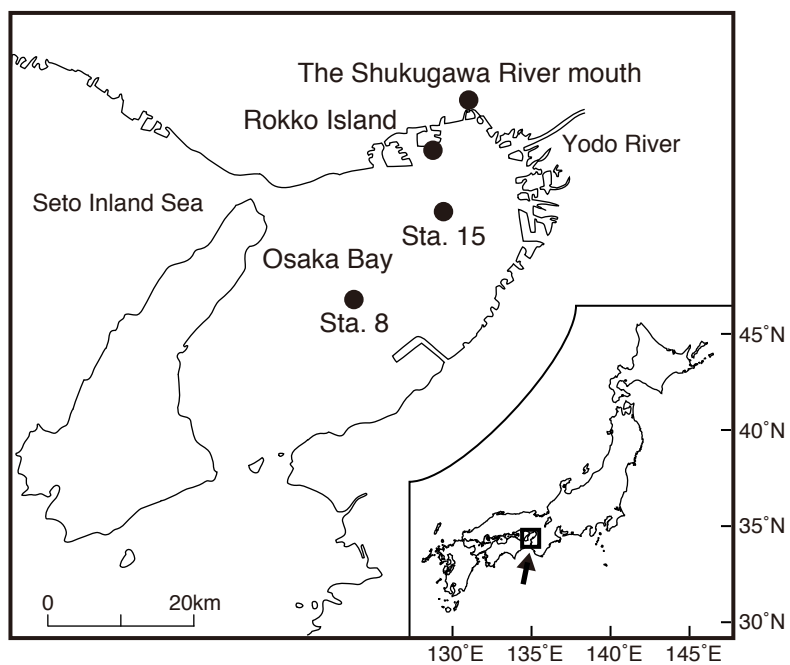 The Shukugawa River mouth
Rokko Island
Yodo River
Seto Inland Sea
Sta. 15
Osaka Bay
Sta. 8
45°N
40°N
35°N
30°N
0 20km
130°E 135°E 140°E 145°E